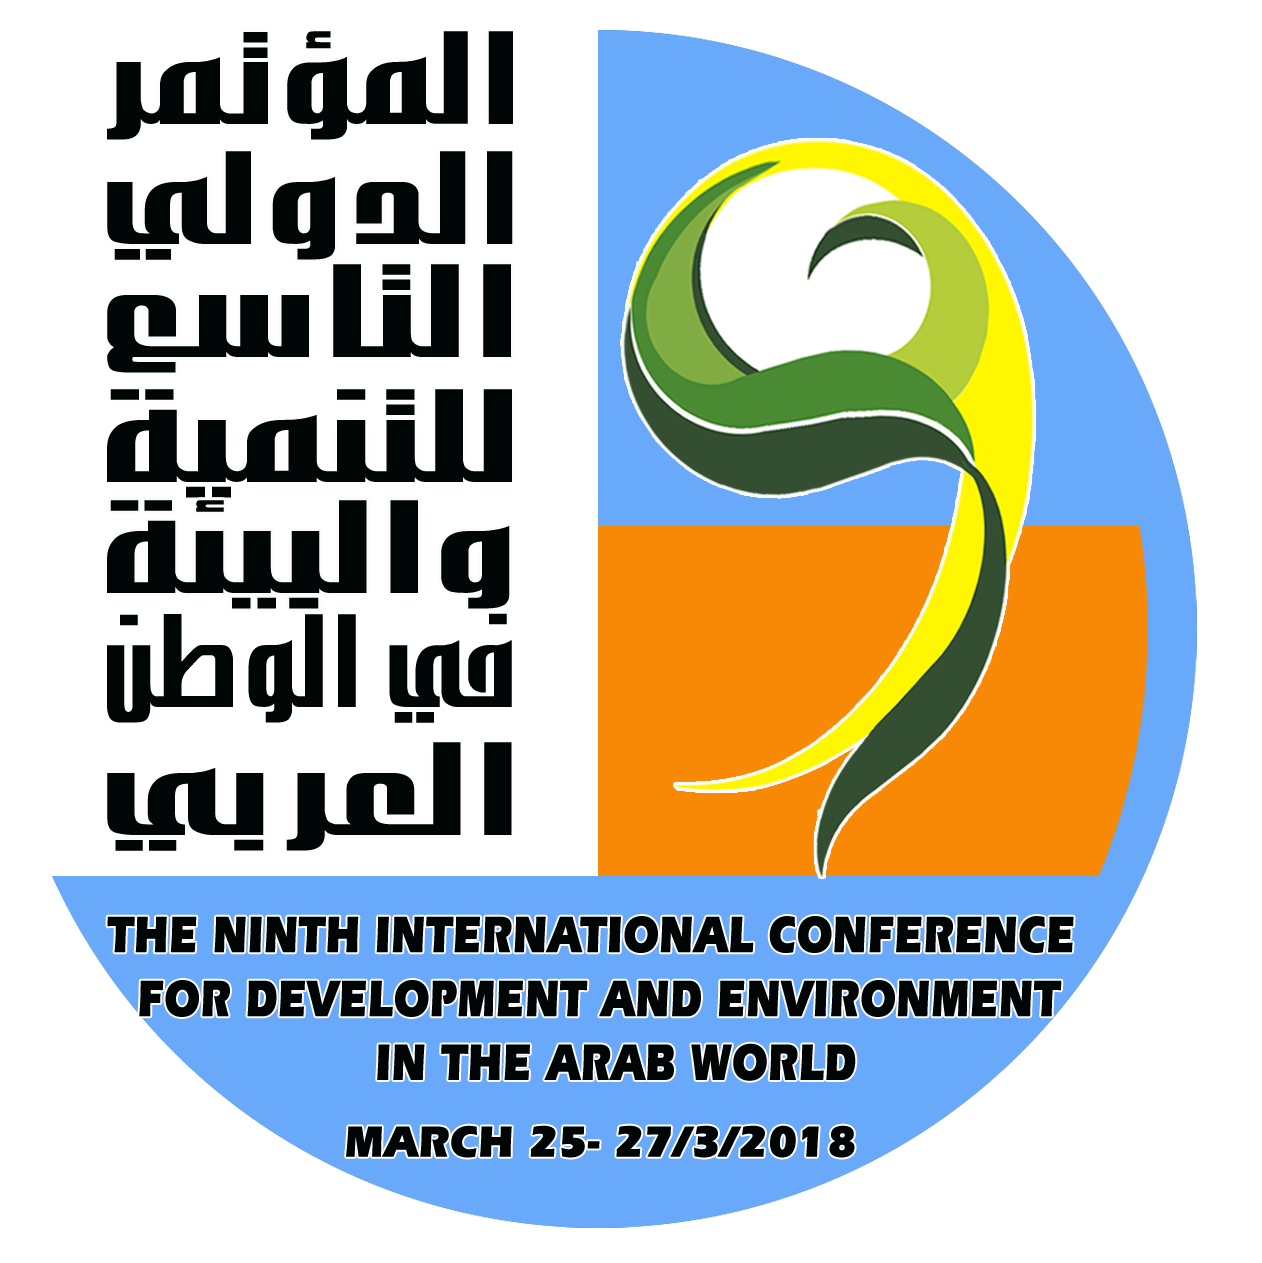 المؤتمر
الدولي
التاسع
للتنمية
والبيئة
في الوطن
العربي
THE NINTH INTERNATIONAL CONFERENCE
FOR DEVELOPMENT AND ENVIRONMENT
IN THE ARAB WORLD
MARCH 25- 27/3/2018